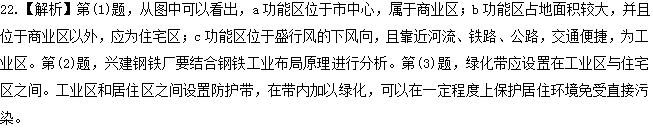 22.【解析】第(1)题，从图中可以看出，a功能区位于市中心，属于商业区；b功能区占地面积较大，并且
位于商业区以外，应为住宅区；c功能区位于盛行风的下风向，且靠近河流、铁路、公路，交通便捷，为工
业区。第(2)题，兴建钢铁厂要结合钢铁工业布局原理进行分析。第(3)题，绿化带应设置在工业区与住宅
区之间。工业区和居住区之间设置防护带，在带内加以绿化，可以在一定程度上保护居住环境免受直接污
染。